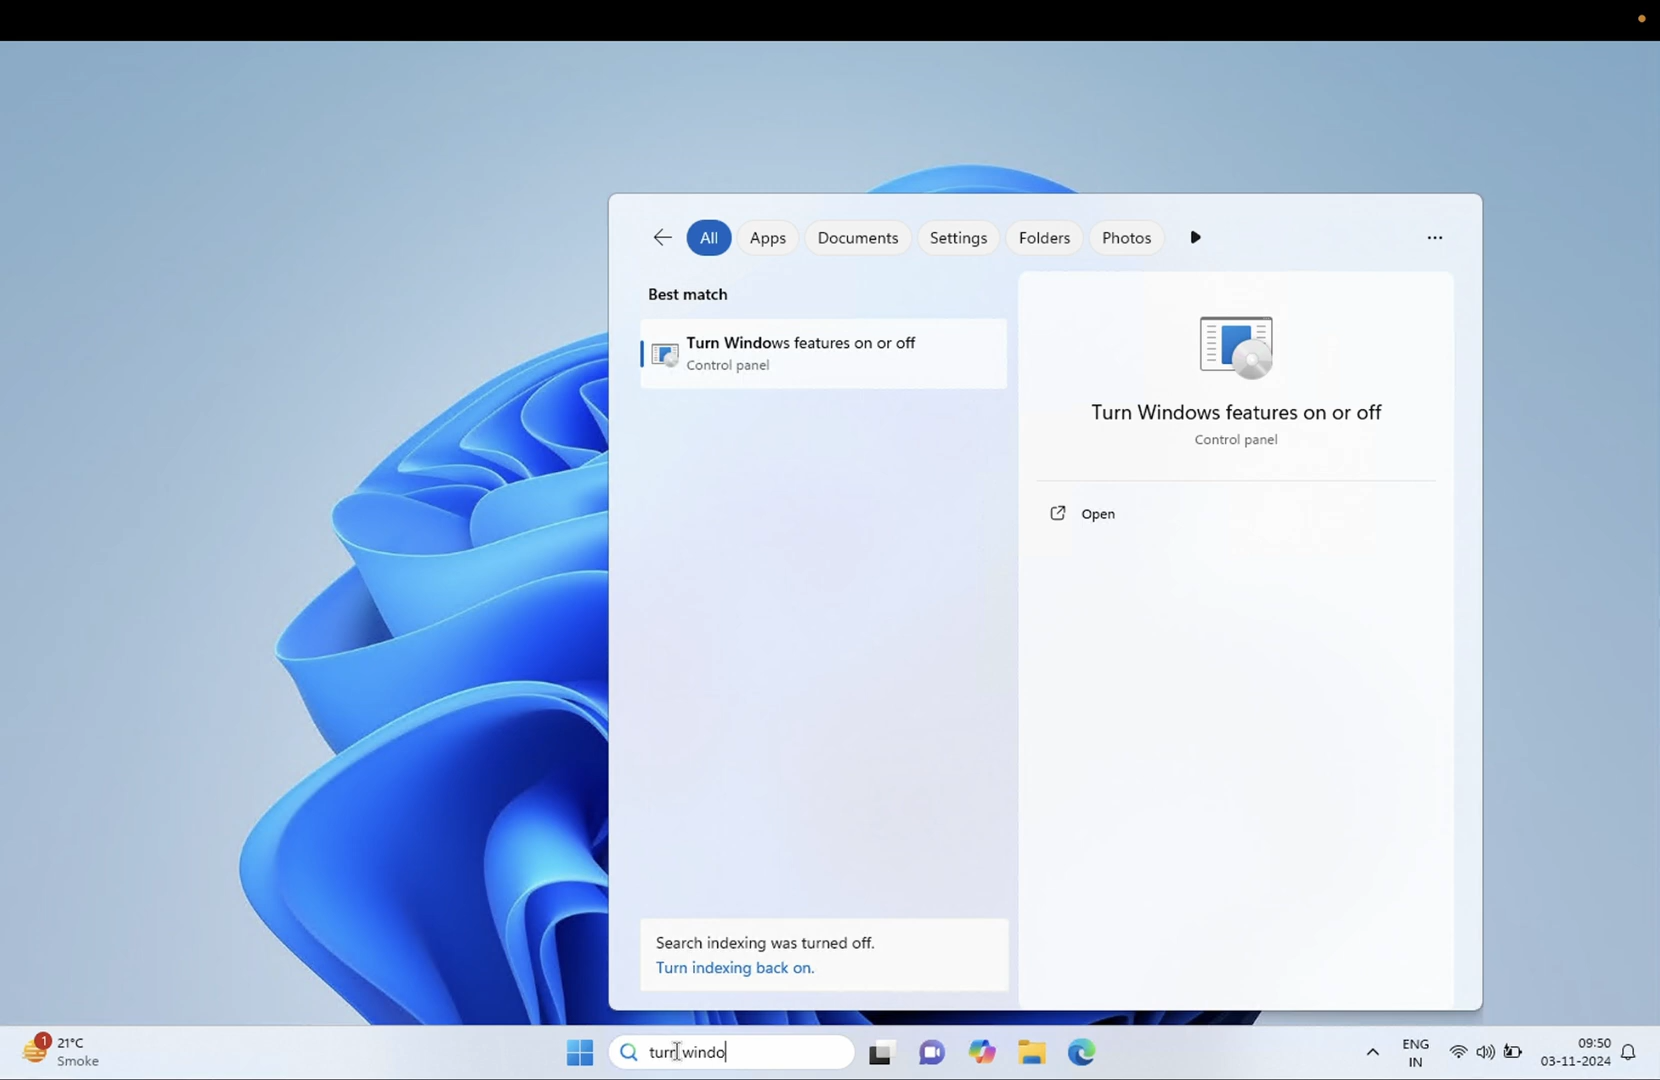 All Apps Documents Settings Folders Photos
Best match
Turn Windows features on or off
Control panel
Turn Windows features on or off
Control panel
Open
Search indexing was turned off.
Turn indexing back on.
1
21°C
Smoke
turn windo
ENG
IN
09:50
03-11-2024